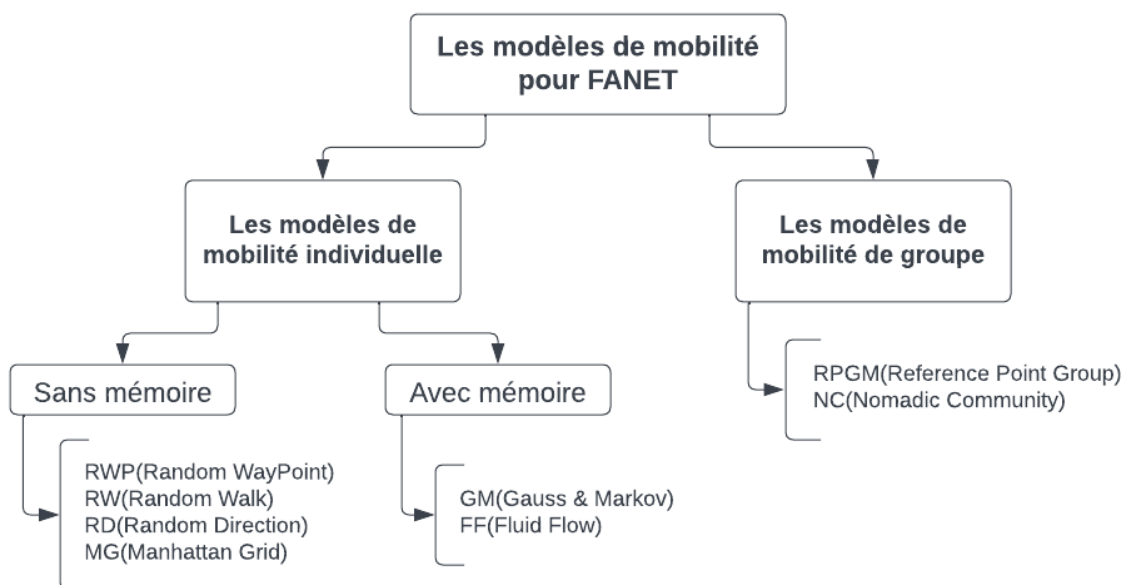 Les modèles de mobilité
pour FANET
Les modèles de
mobilité individuelle
Les modèles de
mobilité de groupe
Sans mémoire
Avec mémoire
RPGM(Reference Point Group)
NC(Nomadic Community)
RWP(Random WayPoint)
RW(Random Walk)
RD(Random Direction)
MG(Manhattan Grid)
GM(Gauss & Markov)
FF(Fluid Flow)